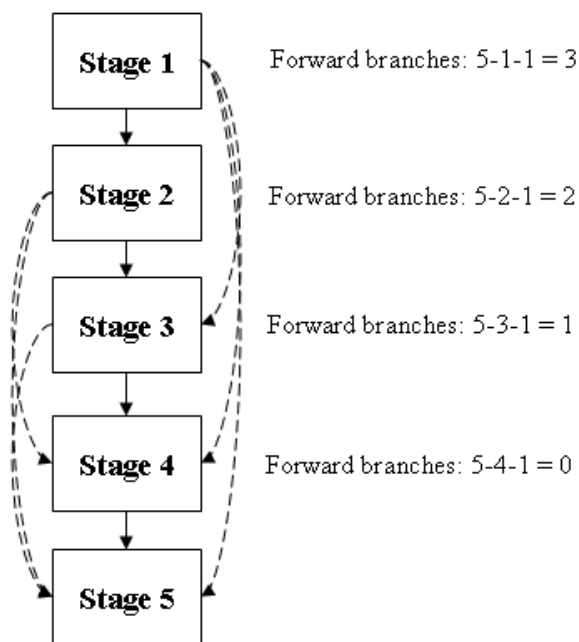 Stage 1
Forward branches: 5-1-1 = 3
Stage 2
Forward branches: 5-2-1 = 2
Stage 3
Forward branches: 5-3-1 = 1
Stage 4
Forward branches: 5-4-1 = 0
Stage 5